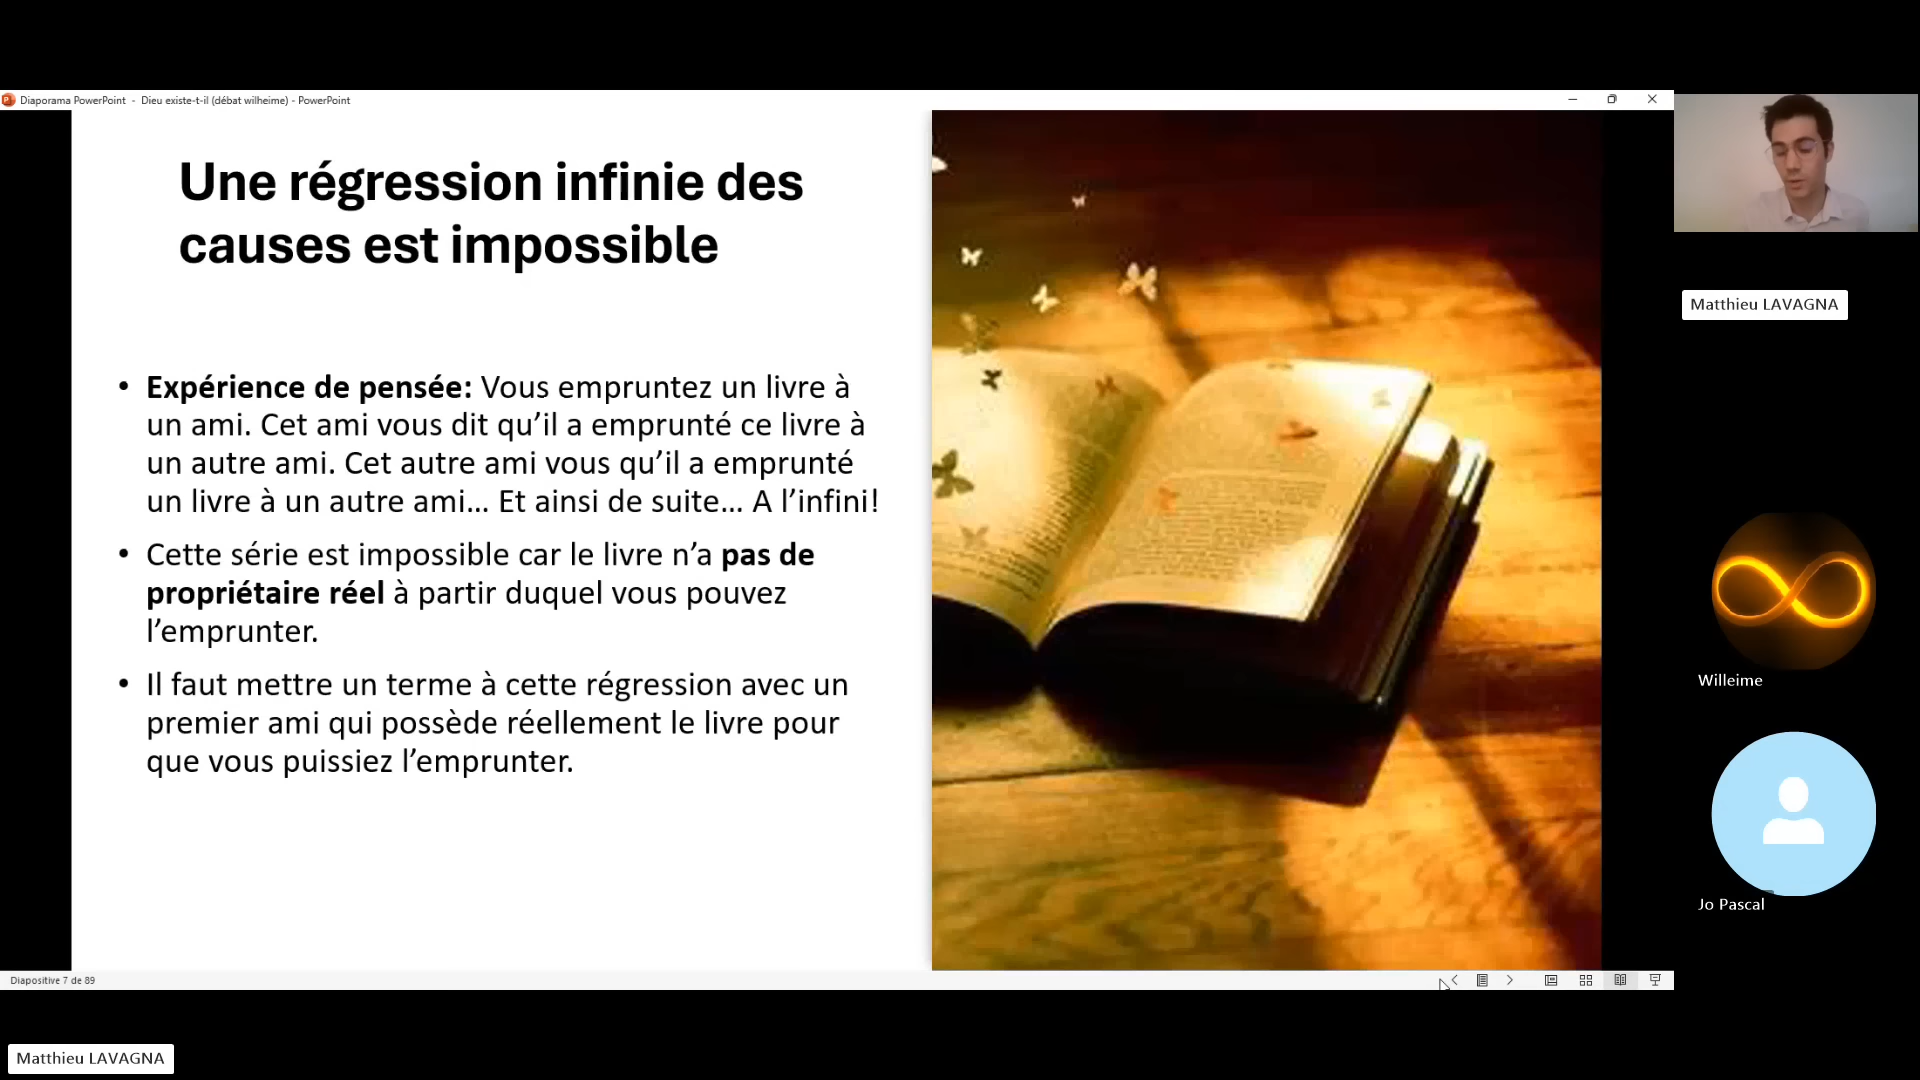 Diaporama PowerPoint - Dieu existe-t-il (débat wilheime) - PowerPoint
Une régression infinie des
causes est impossible
• Expérience de pensée: Vous empruntez un livre à
un ami. Cet ami vous dit qu’il a emprunté ce livre à
un autre ami. Cet autre ami vous qu’il a emprunté
un livre à un autre ami… Et ainsi de suite… A l’infini!
• Cette série est impossible car le livre n’a pas de
propriétaire réel à partir duquel vous pouvez
l’emprunter.
• Il faut mettre un terme à cette régression avec un
premier ami qui possède réellement le livre pour
que vous puissiez l’emprunter.
Diapositive 7 de 89
Matthieu LAVAGNA
Willeime
Jo Pascal
Matthieu LAVAGNA